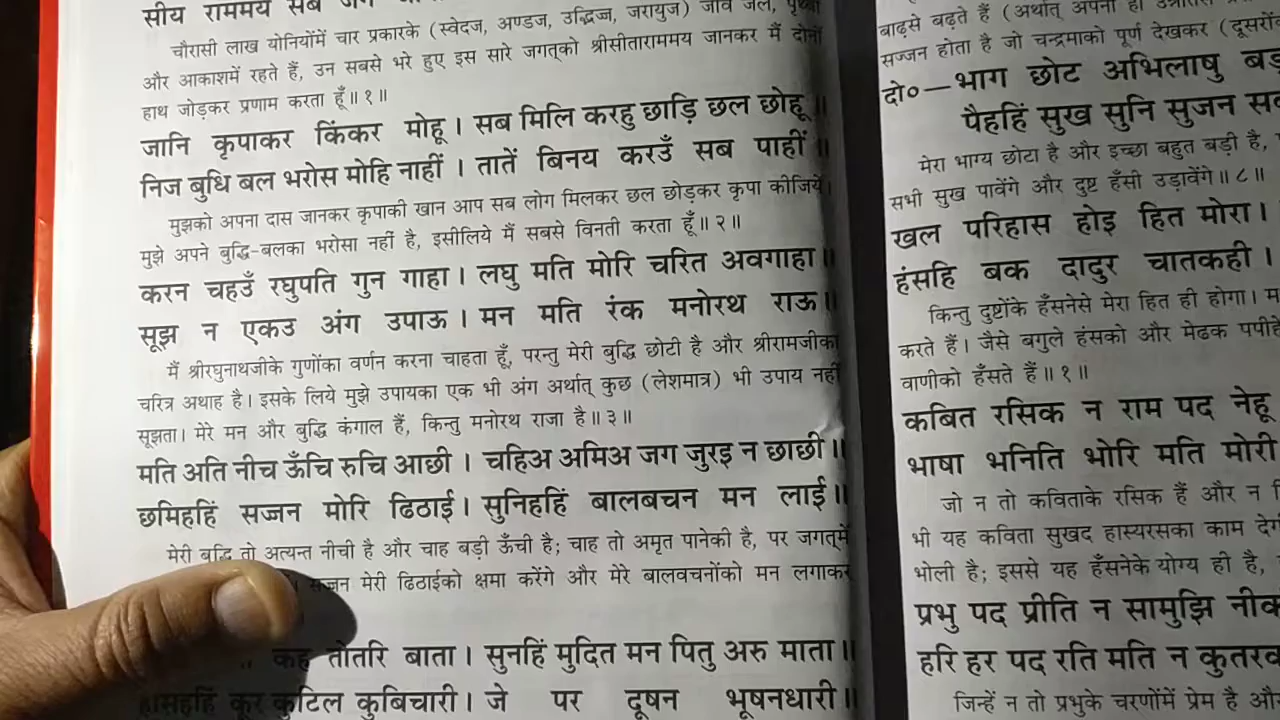 सीय राममय सब जग
चौरासी लाख योनियोंमें चार प्रकारके (स्वेदज, अण्डज, उद्भिज्ज, जरायुज) जीव जल, पृथ्वी
और आकाशमें रहते हैं, उन सबसे भरे हुए इस सारे जगत्‌को श्रीसीताराममय जानकर मैं दोनों
हाथ जोड़कर प्रणाम करता हूँ॥ १॥
जानि कृपाकर किंकर मोहू। सब मिलि करहु छाड़ि छल छोहू॥
निज बुधि बल भरोस मोहि नाहीं। तातें बिनय करउँ सब पाहीं॥
मुझको अपना दास जानकर कृपाकी खान आप सब लोग मिलकर छल छोड़कर कृपा कीजिये।
मुझे अपने बुद्धि-बलका भरोसा नहीं है, इसीलिये मैं सबसे विनती करता हूँ॥ २॥
करन चहउँ रघुपति गुन गाहा। लघु मति मोरि चरित अवगाहा॥
सूझ न एकउ अंग उपाऊ। मन मति रंक मनोरथ राऊ॥
मैं श्रीरघुनाथजीके गुणोंका वर्णन करना चाहता हूँ, परन्तु मेरी बुद्धि छोटी है और श्रीरामजीका
चरित्र अथाह है। इसके लिये मुझे उपायका एक भी अंग अर्थात् कुछ (लेशमात्र) भी उपाय नहीं
सूझता। मेरे मन और बुद्धि कंगाल हैं, किन्तु मनोरथ राजा है॥ ३॥
मति अति नीच ऊँचि रुचि आछी। चहिअ अमिअ जग जुरइ न छाछी॥
छमिहहिं सज्जन मोरि ढिठाई। सुनिहहिं बालबचन मन लाई॥
मेरी बुद्धि तो अत्यन्त नीची है और चाह बड़ी ऊँची है; चाह तो अमृत पानेकी है, पर जगत्‌में
सज्जन मेरी ढिठाईको क्षमा करेंगे और मेरे बालवचनोंको मन लगाकर
कह तोतरि बाता। सुनहिं मुदित मन पितु अरु माता॥
हँसिहहिं कूर कुटिल कुबिचारी। जे पर दूषन भूषनधारी॥
बाढ़से बढ़ते हैं (अर्थात् अपनी ही
सज्जन होता है जो चन्द्रमाको पूर्ण देखकर (दूसरोंका
दो०—भाग छोट अभिलाषु बड़
पैहहिं सुख सुनि सुजन सब
मेरा भाग्य छोटा है और इच्छा बहुत बड़ी है,
सभी सुख पावेंगे और दुष्ट हँसी उड़ावेंगे॥ ८॥
खल परिहास होइ हित मोरा।
हंसहि बक दादुर चातकही।
किन्तु दुष्टोंके हँसनेसे मेरा हित ही होगा।
करते हैं। जैसे बगुले हंसको और मेढक पपीहे
वाणीको हँसते हैं॥ १॥
कबित रसिक न राम पद नेहू
भाषा भनिति भोरि मति मोरी
जो न तो कविताके रसिक हैं और न
भी यह कविता सुखद हास्यरसका काम देगी
भोली है; इससे यह हँसनेके योग्य ही है,
प्रभु पद प्रीति न सामुझि नीकी
हरि हर पद रति मति न कुतरकी
जिन्हें न तो प्रभुके चरणोंमें प्रेम है और